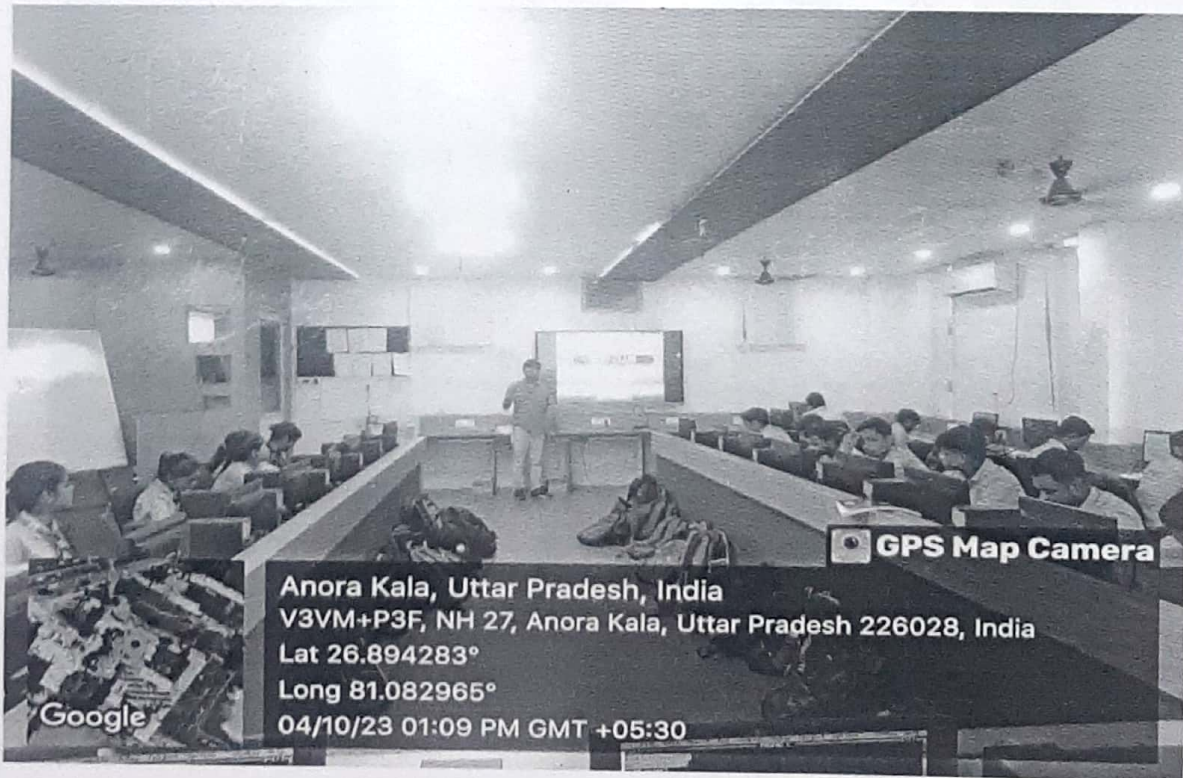 GPS Map Camera
Anora Kala, Uttar Pradesh, India
V3VM+P3F, NH 27, Anora Kala, Uttar Pradesh 226028, India
Lat 26.894283°
Long 81.082965°
04/10/23 01:09 PM GMT +05:30
Google